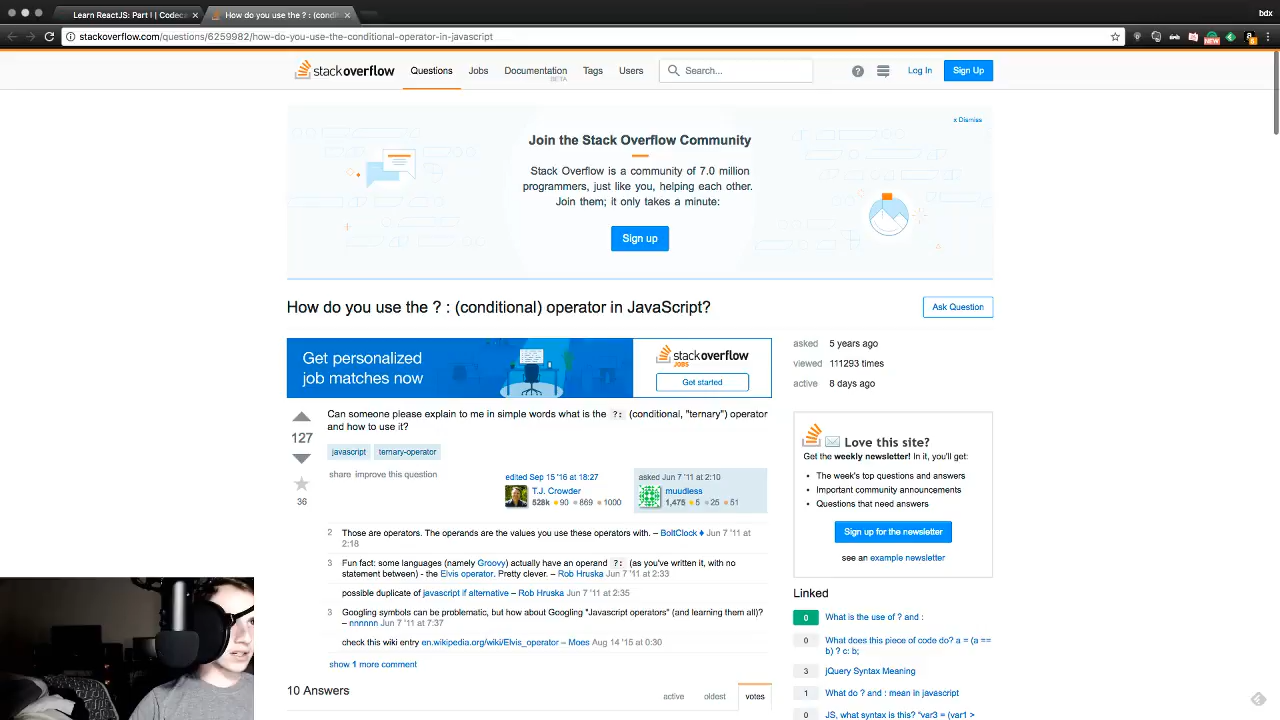 Learn ReactJS: Part I | Codeca
How do you use the ? : (condi
bdx
stackoverflow.com/questions/6259982/how-do-you-use-the-conditional-operator-in-javascript
NEW
stackoverflow
Questions
Jobs
Documentation
BETA
Tags
Users
Search...
Log In
Sign Up
x Dismiss
Join the Stack Overflow Community
Stack Overflow is a community of 7.0 million
programmers, just like you, helping each other.
Join them; it only takes a minute:
Sign up
How do you use the ? : (conditional) operator in JavaScript?
Ask Question
Get personalized
job matches now
stackoverflow
JOBS
Get started
asked 5 years ago
viewed 111293 times
active 8 days ago
127
36
Can someone please explain to me in simple words what is the ?: (conditional, "ternary") operator
and how to use it?
javascript ternary-operator
share improve this question
edited Sep 15 '16 at 18:27
T.J. Crowder
528k 90 869 1000
asked Jun 7 '11 at 2:10
muudless
1,475 5 25 51
2 Those are operators. The operands are the values you use these operators with. – BoltClock ♦ Jun 7 '11 at
2:18
3 Fun fact: some languages (namely Groovy) actually have an operand ?: (as you've written it, with no
statement between) - the Elvis operator. Pretty clever. – Rob Hruska Jun 7 '11 at 2:33
possible duplicate of javascript if alternative – Rob Hruska Jun 7 '11 at 2:35
3 Googling symbols can be problematic, but how about Googling "Javascript operators" (and learning them all)?
– nnnnnn Jun 7 '11 at 7:37
check this wiki entry en.wikipedia.org/wiki/Elvis_operator – Moes Aug 14 '15 at 0:30
show 1 more comment
10 Answers
active
oldest
votes
Love this site?
Get the weekly newsletter! In it, you'll get:
• The week's top questions and answers
• Important community announcements
• Questions that need answers
Sign up for the newsletter
see an example newsletter
Linked
0 What is the use of ? and :
0 What does this piece of code do? a = (a ==
b) ? c: b;
3 jQuery Syntax Meaning
1 What do ? and : mean in javascript
0 JS, what syntax is this? "var3 = (var1 >